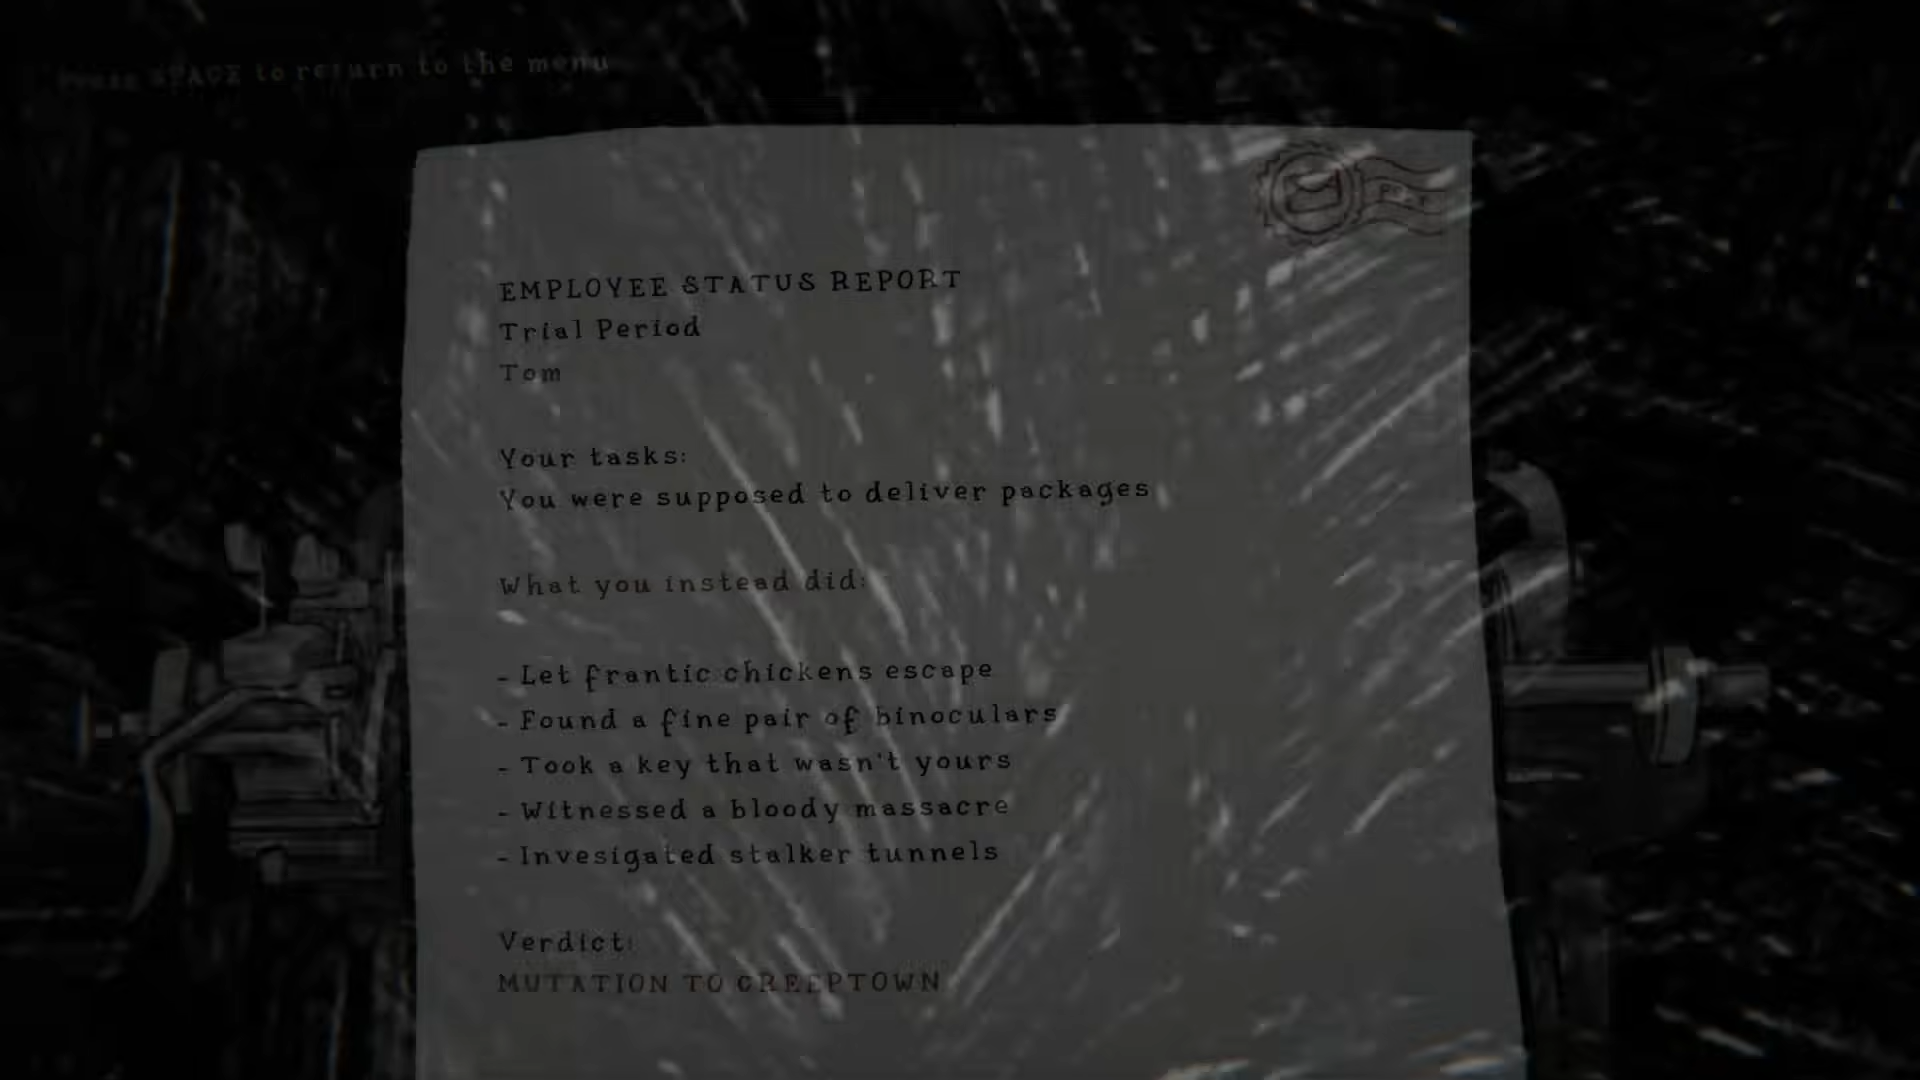 Press SPACE to return to the menu
POST
EMPLOYEE STATUS REPORT
Trial Period
Tom
Your tasks:
You were supposed to deliver packages
What you instead did:
- Let frantic chickens escape
- Found a fine pair of binoculars
- Took a key that wasn't yours
- Witnessed a bloody massacre
- Invesigated stalker tunnels
Verdict:
MUTATION TO CREEPTOWN